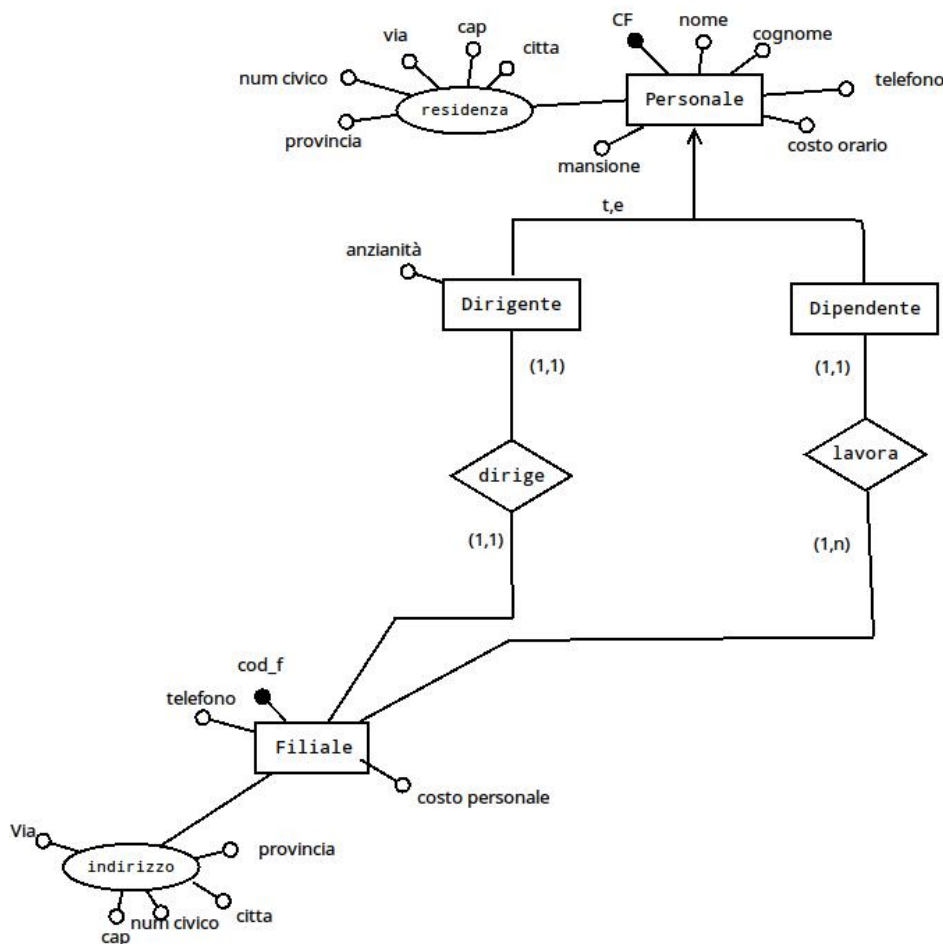 CF
nome
cognome
telefono
costo orario
mansione
Personale
residenza
num civico
via
cap
citta
provincia
t,e
anzianità
Dirigente
Dipendente
(1,1)
(1,1)
dirige
lavora
(1,1)
(1,n)
cod_f
telefono
Filiale
costo personale
Via
indirizzo
provincia
cap
num civico
citta